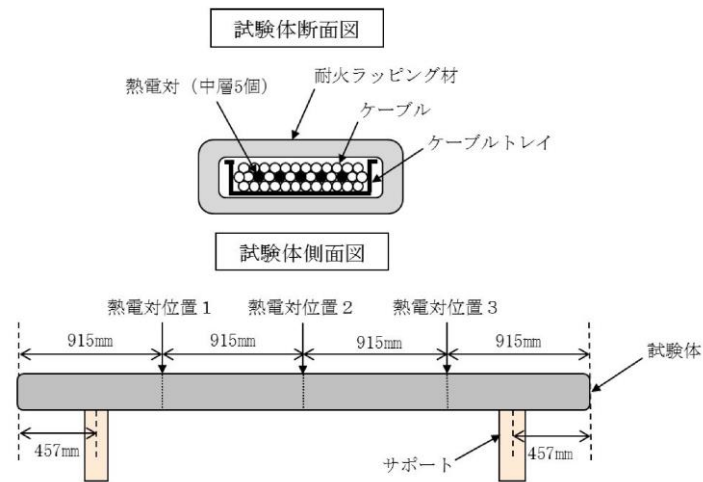 試験体断面図
耐火ラッピング材
熱電対（中層5個）
ケーブル
ケーブルトレイ
試験体側面図
熱電対位置１
熱電対位置２
熱電対位置３
915mm
915mm
915mm
915mm
試験体
457mm
サポート
457mm